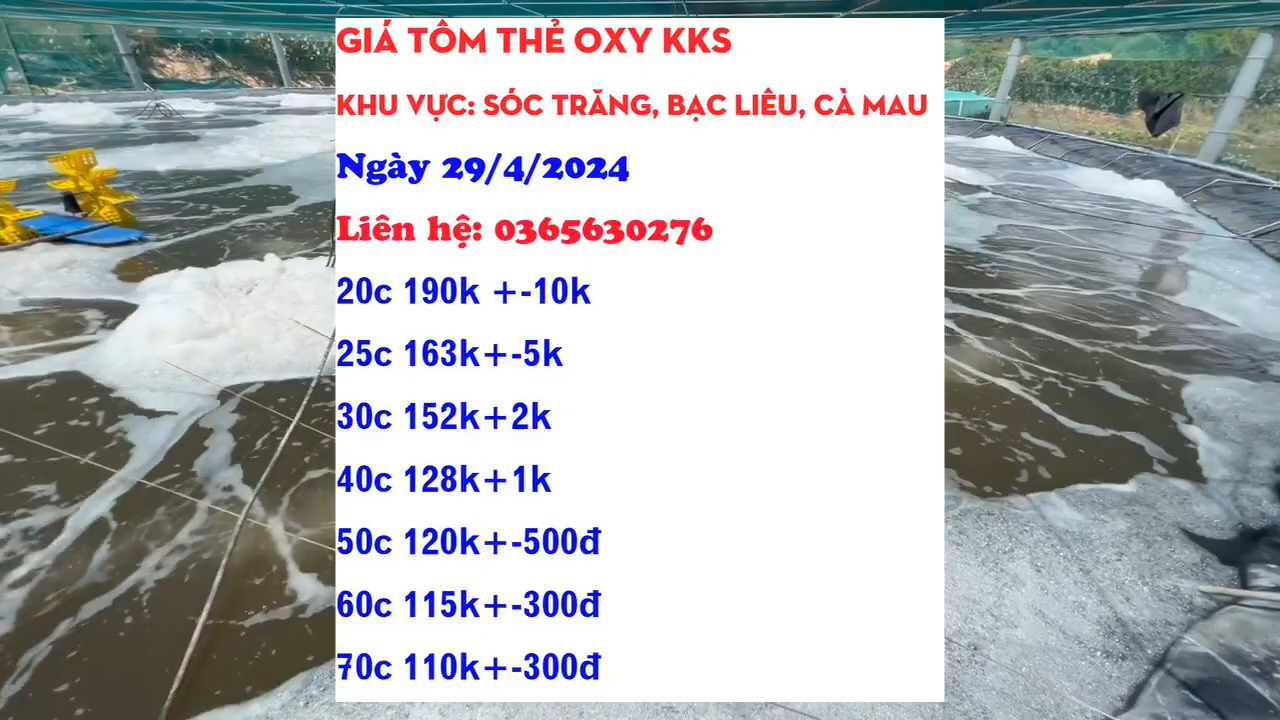 GIÁ TÔM THẺ OXY KKS
KHU VỰC: SÓC TRĂNG, BẠC LIÊU, CÀ MAU
Ngày 29/4/2024
Liên hệ: 0365630276
20c 190k +-10k
25c 163k+-5k
30c 152k+2k
40c 128k+1k
50c 120k+-500đ
60c 115k+-300đ
70c 110k+-300đ